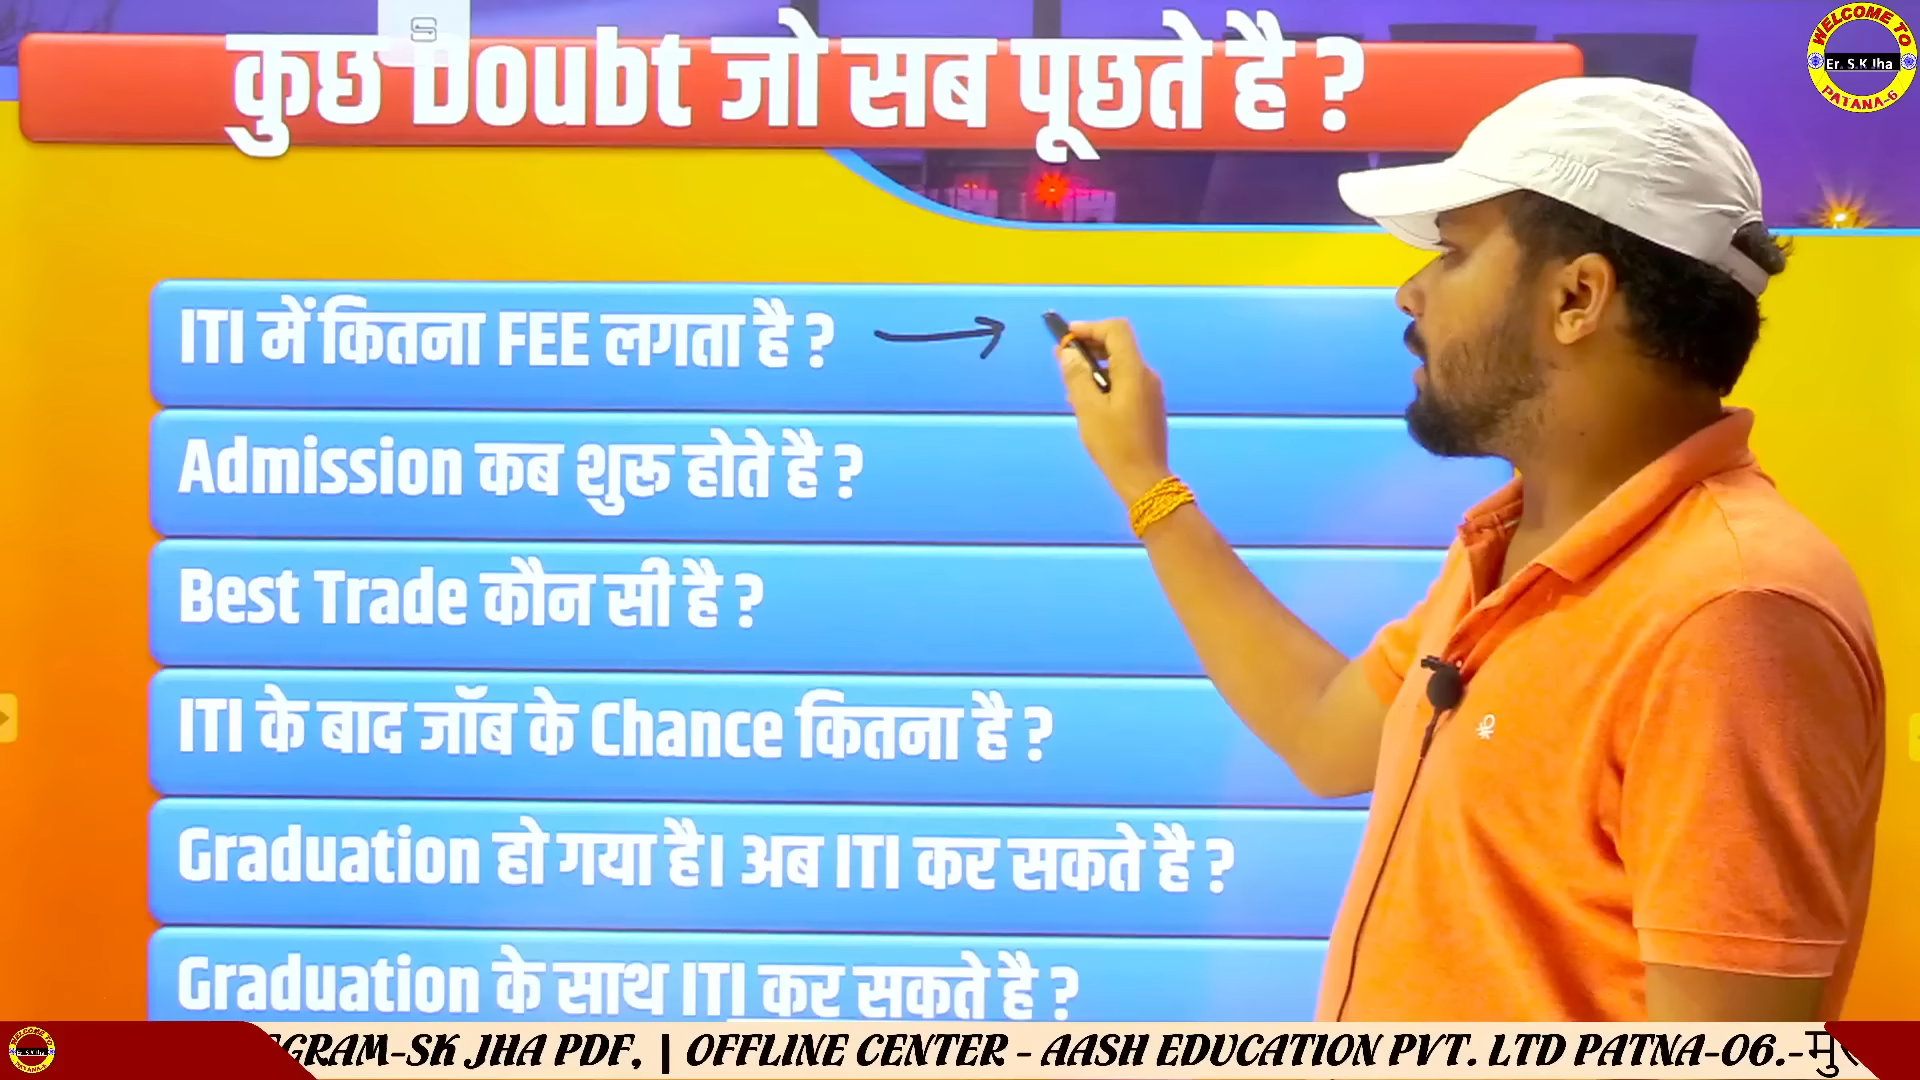 कुछ Doubt जो सब पूछते है ?
WELCOME TO
Er. S.K Jha
PATANA-6
ITI में कितना FEE लगता है ?
Admission कब शुरू होते है ?
Best Trade कौन सी है ?
ITI के बाद जॉब के Chance कितना है ?
Graduation हो गया है। अब ITI कर सकते है ?
Graduation के साथ ITI कर सकते है ?
GRAM-SK JHA PDF, | OFFLINE CENTER - AASH EDUCATION PVT. LTD PATNA-06.-